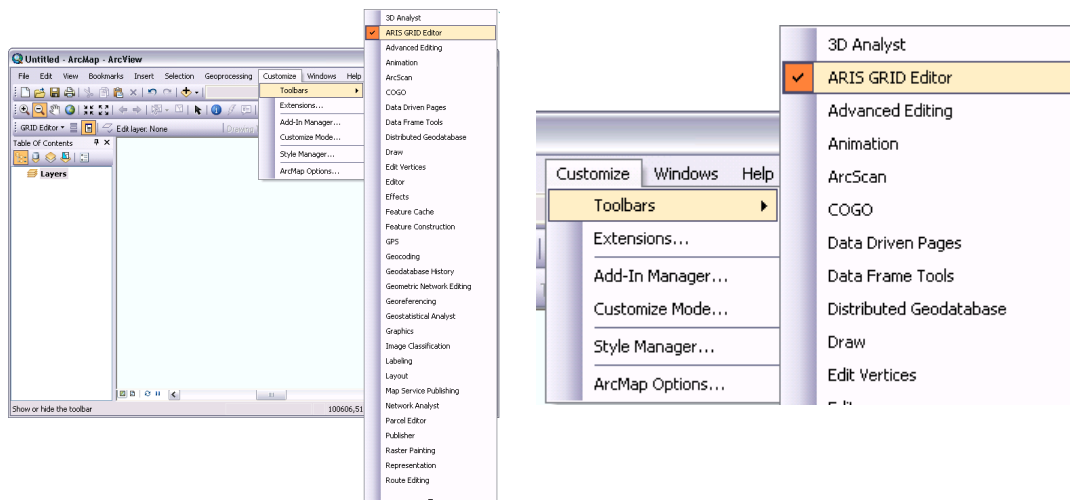 Untitled - ArcMap - ArcView
File Edit View Bookmarks Insert Selection Geoprocessing Customize Windows Help
GRID Editor Edit layer: None Drawing
Table Of Contents
Layers
Show or hide the toolbar
Toolbars
Extensions...
Add-In Manager...
Customize Mode...
Style Manager...
ArcMap Options...
3D Analyst
ARIS GRID Editor
Advanced Editing
Animation
ArcScan
COGO
Data Driven Pages
Data Frame Tools
Distributed Geodatabase
Draw
Edit Vertices
Editor
Effects
Feature Cache
Feature Construction
GPS
Geocoding
Geodatabase History
Geometric Network Editing
Georeferencing
Geostatistical Analyst
Graphics
Image Classification
Labeling
Layout
Map Service Publishing
Network Analyst
Parcel Editor
Publisher
Raster Painting
Representation
Route Editing
100606,51
Customize Windows Help
Toolbars
Extensions...
Add-In Manager...
Customize Mode...
Style Manager...
ArcMap Options...
3D Analyst
ARIS GRID Editor
Advanced Editing
Animation
ArcScan
COGO
Data Driven Pages
Data Frame Tools
Distributed Geodatabase
Draw
Edit Vertices